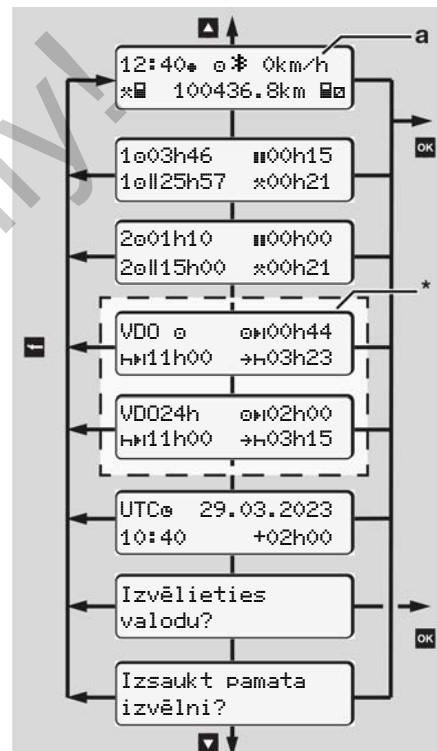 a
12:40 0km/h
100436.8km
1 03h46 00h15
1 25h57 00h21
OK
2 01h10 00h00
2 15h00 00h21
*
VDO 00h44
11h00 03h23
VDO24h 02h00
11h00 03h15
UTC 29.03.2023
10:40 +02h00
Izvēlieties
valodu?
OK
Izsaukt pamata
izvēlni?